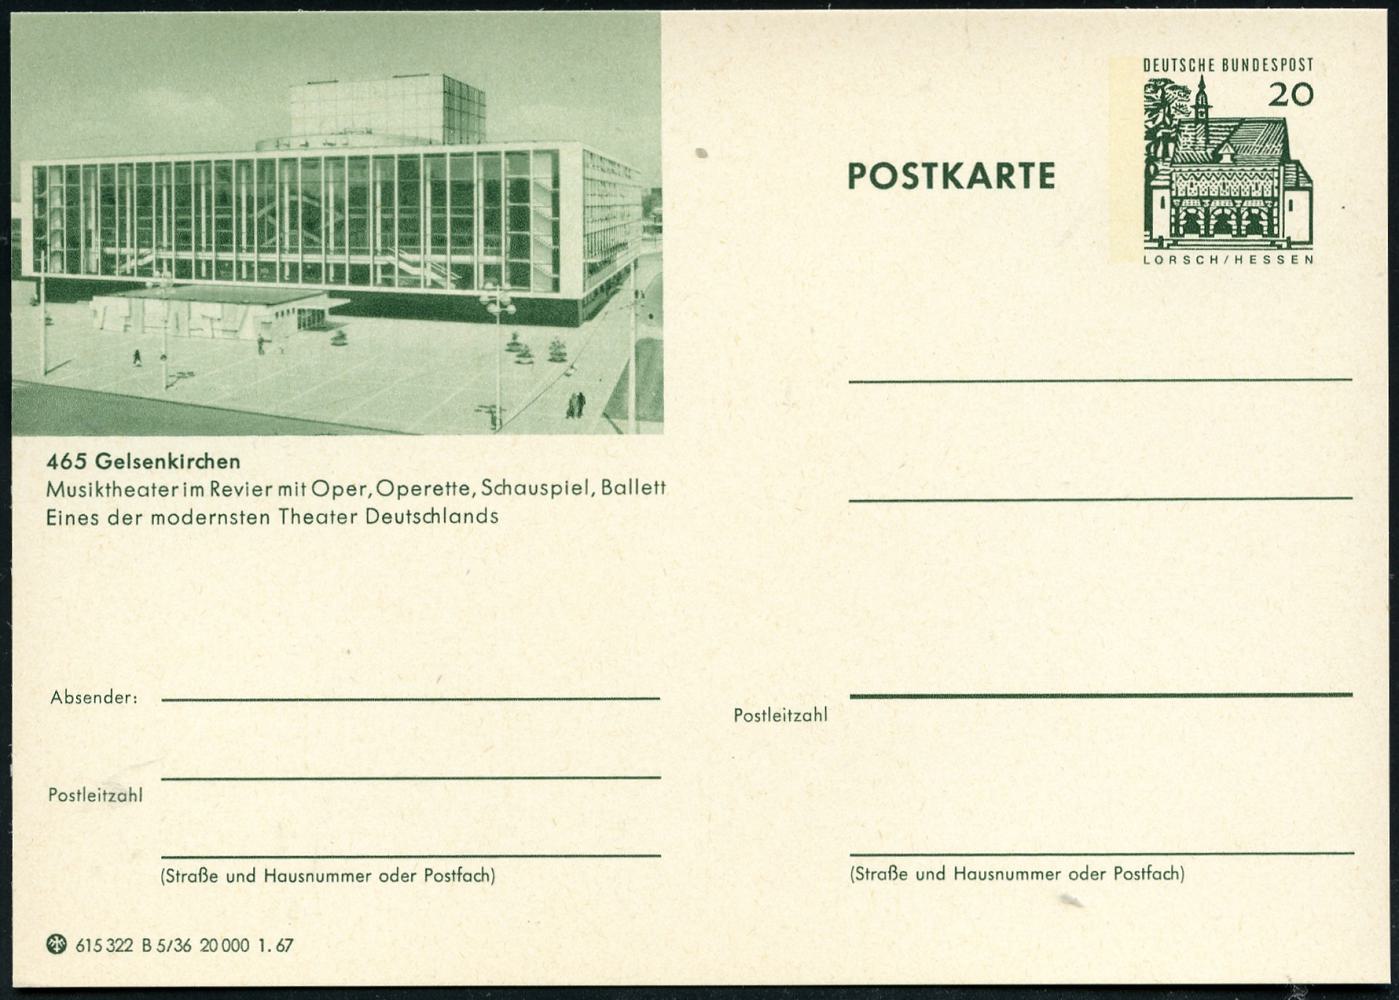 DEUTSCHE BUNDESPOST
20
LORSCH/HESSEN
POSTKARTE
465 Gelsenkirchen
Musiktheater im Revier mit Oper, Operette, Schauspiel, Ballett
Eines der modernsten Theater Deutschlands
Absender:
Postleitzahl
(Straße und Hausnummer oder Postfach)
Postleitzahl
(Straße und Hausnummer oder Postfach)
615 322 B 5/36 20 000 1. 67